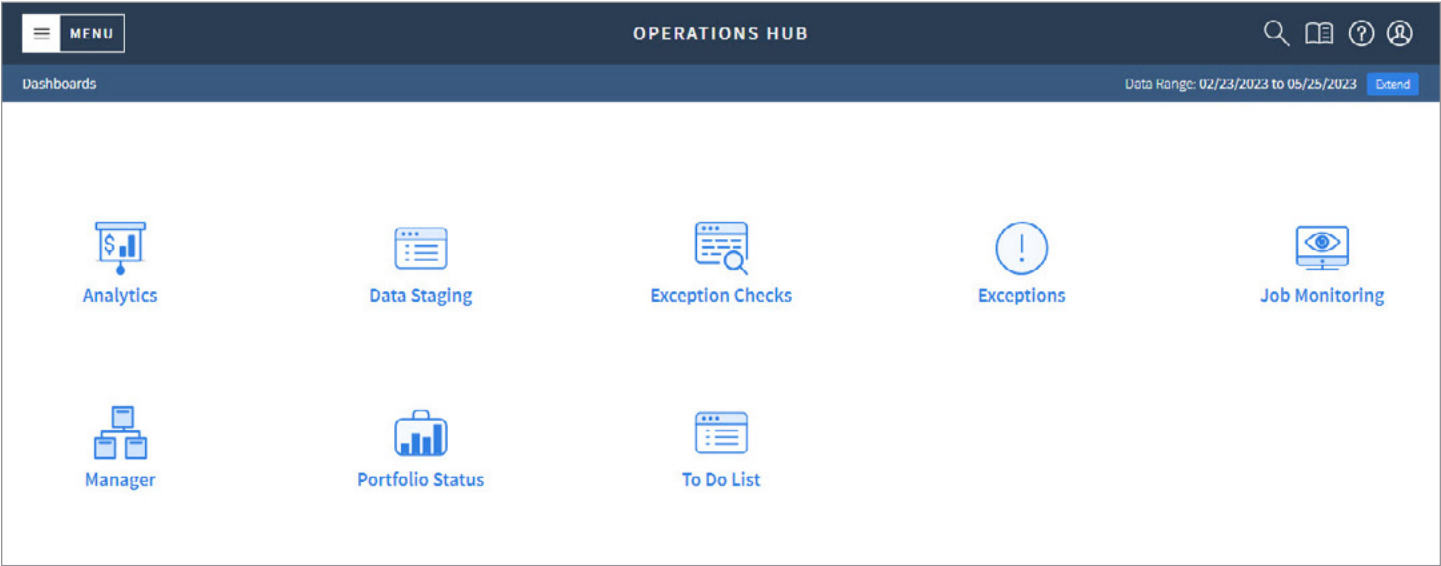 MENU
OPERATIONS HUB
Dashboards
Data Range: 02/23/2023 to 05/25/2023
Extend
Analytics
Data Staging
Exception Checks
Exceptions
Job Monitoring
Manager
Portfolio Status
To Do List